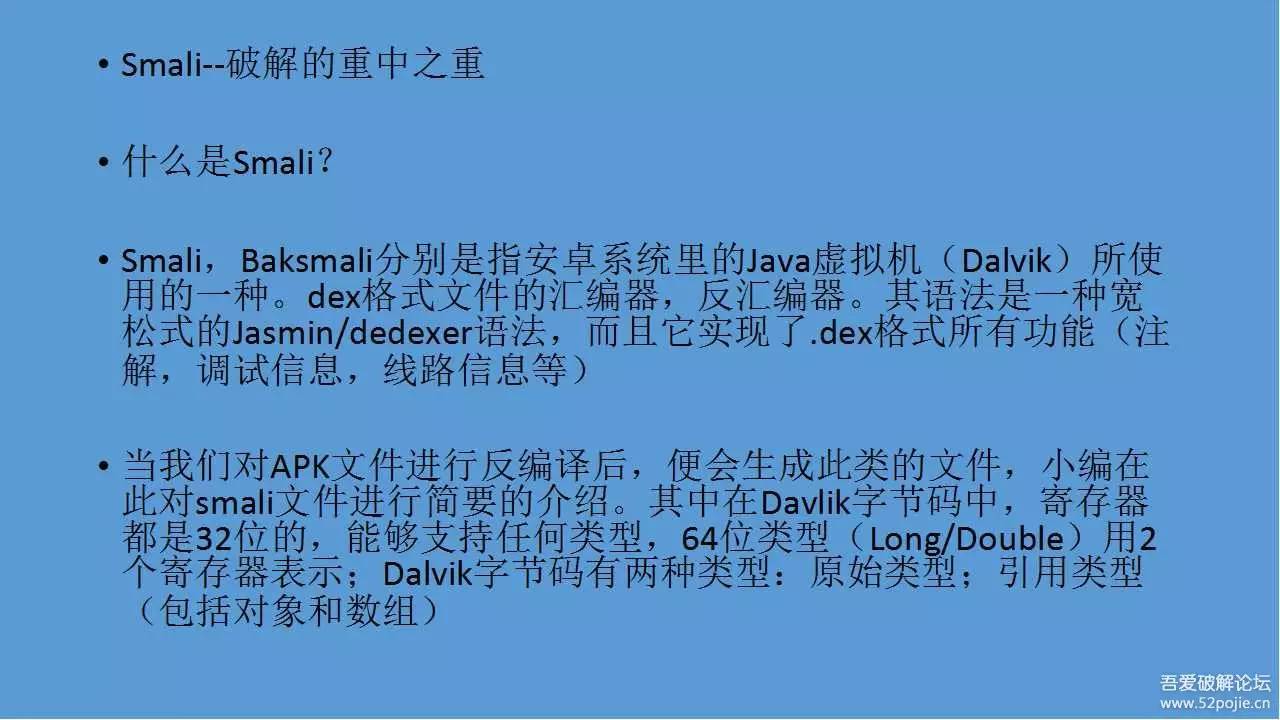 • Smali--破解的重中之重
• 什么是Smali？
• Smali，Baksmali分别是指安卓系统里的Java虚拟机（Dalvik）所使
用的一种。dex格式文件的汇编器，反汇编器。其语法是一种宽
松式的Jasmin/dedexer语法，而且它实现了.dex格式所有功能（注
解，调试信息，线路信息等）
• 当我们对APK文件进行反编译后，便会生成此类的文件，小编在
此对smali文件进行简要的介绍。其中在Davlik字节码中，寄存器
都是32位的，能够支持任何类型，64位类型（Long/Double）用2
个寄存器表示；Dalvik字节码有两种类型：原始类型；引用类型
（包括对象和数组）
吾爱破解论坛
www.52pojie.cn